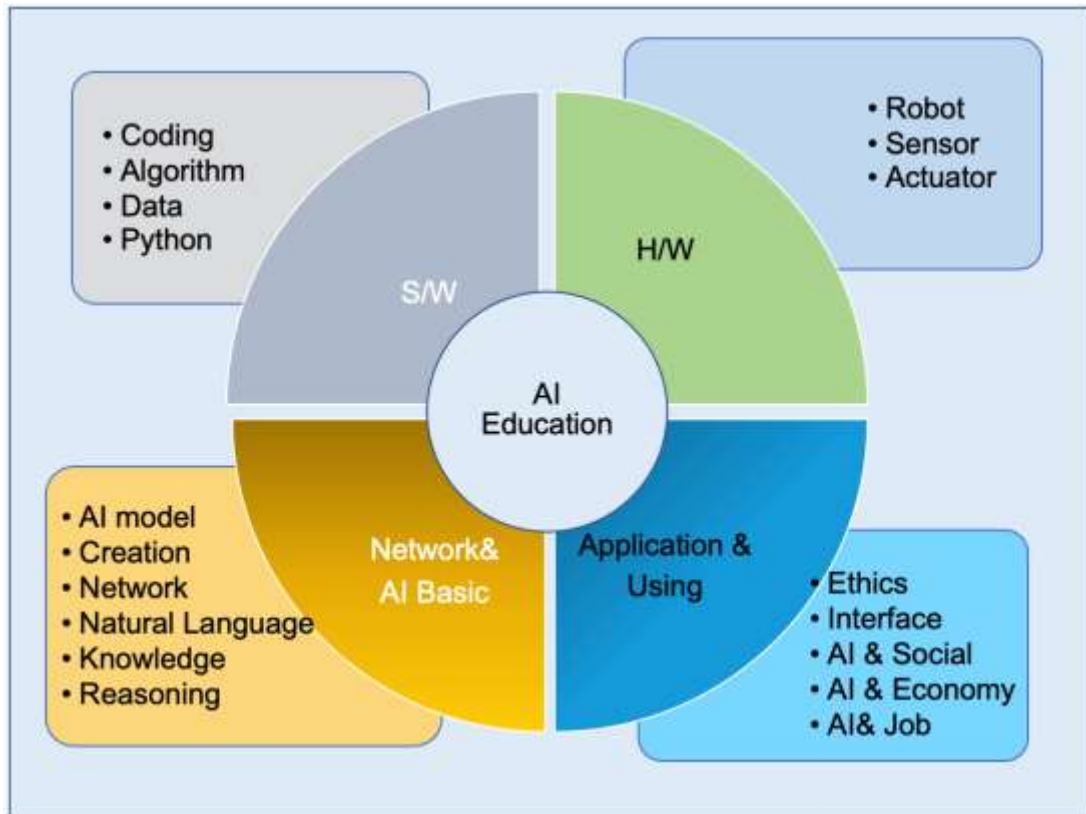 • Coding
• Algorithm
• Data
• Python
• Robot
• Sensor
• Actuator
S/W
H/W
AI
Education
Network&
AI Basic
Application &
Using
• AI model
• Creation
• Network
• Natural Language
• Knowledge
• Reasoning
• Ethics
• Interface
• AI & Social
• AI & Economy
• AI& Job